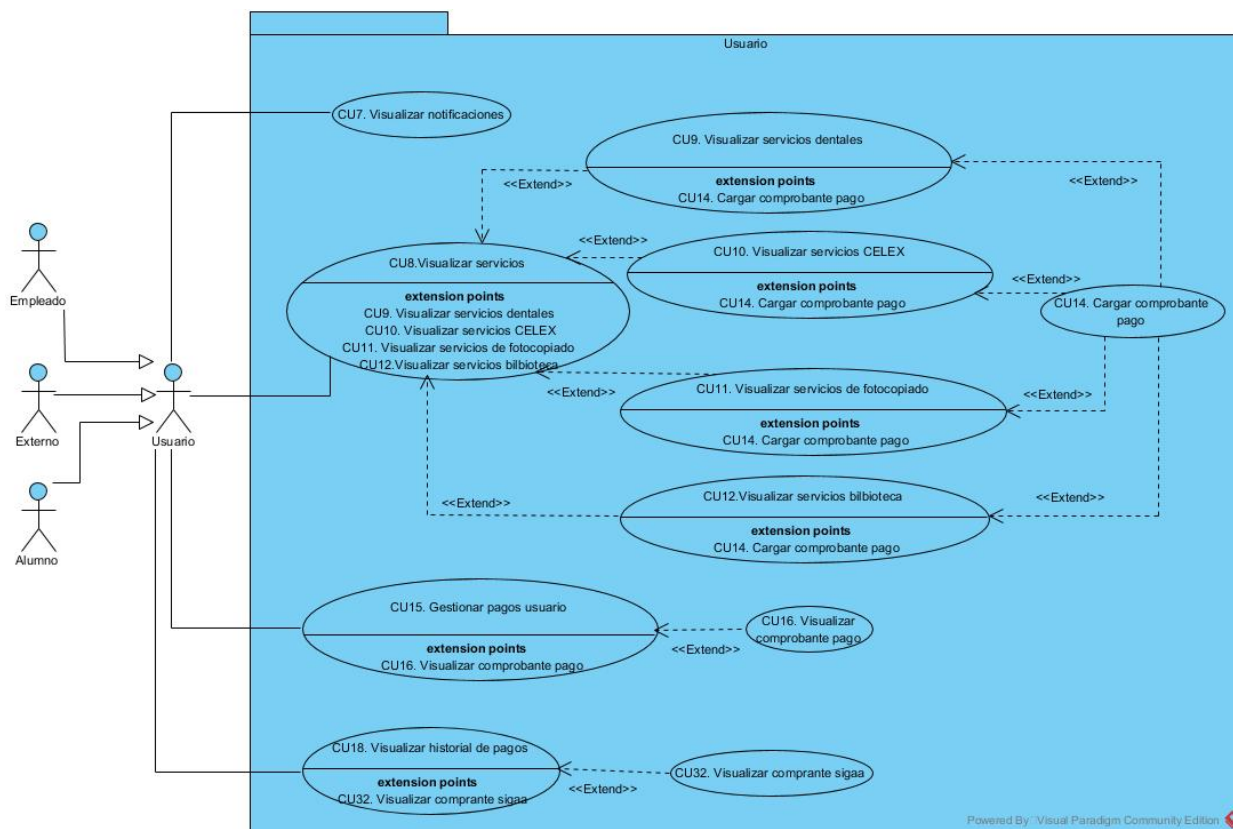 Usuario
CU7. Visualizar notificaciones
CU9. Visualizar servicios dentales
extension points
CU14. Cargar comprobante pago
<<Extend>>
<<Extend>>
CU8.Visualizar servicios
extension points
CU9. Visualizar servicios dentales
CU10. Visualizar servicios CELEX
CU11. Visualizar servicios de fotocopiado
CU12.Visualizar servicios bilbioteca
<<Extend>>
CU10. Visualizar servicios CELEX
extension points
CU14. Cargar comprobante pago
<<Extend>>
CU14. Cargar comprobante
pago
Empleado
Externo
Usuario
Alumno
<<Extend>>
CU11. Visualizar servicios de fotocopiado
extension points
CU14. Cargar comprobante pago
<<Extend>>
<<Extend>>
CU12.Visualizar servicios bilbioteca
extension points
CU14. Cargar comprobante pago
<<Extend>>
CU15. Gestionar pagos usuario
extension points
CU16. Visualizar comprobante pago
<<Extend>>
CU16. Visualizar
comprobante pago
CU18. Visualizar historial de pagos
extension points
CU32. Visualizar comprante sigaa
<<Extend>>
CU32. Visualizar comprante sigaa
Powered By Visual Paradigm Community Edition